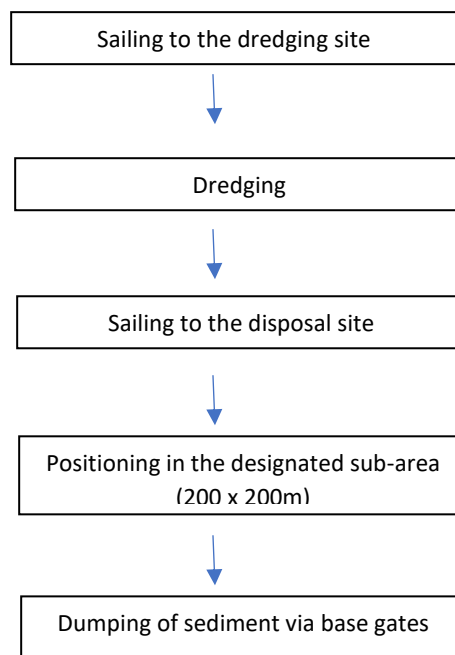 Sailing to the dredging site
Dredging
Sailing to the disposal site
Positioning in the designated sub-area
(200 x 200m)
Dumping of sediment via base gates